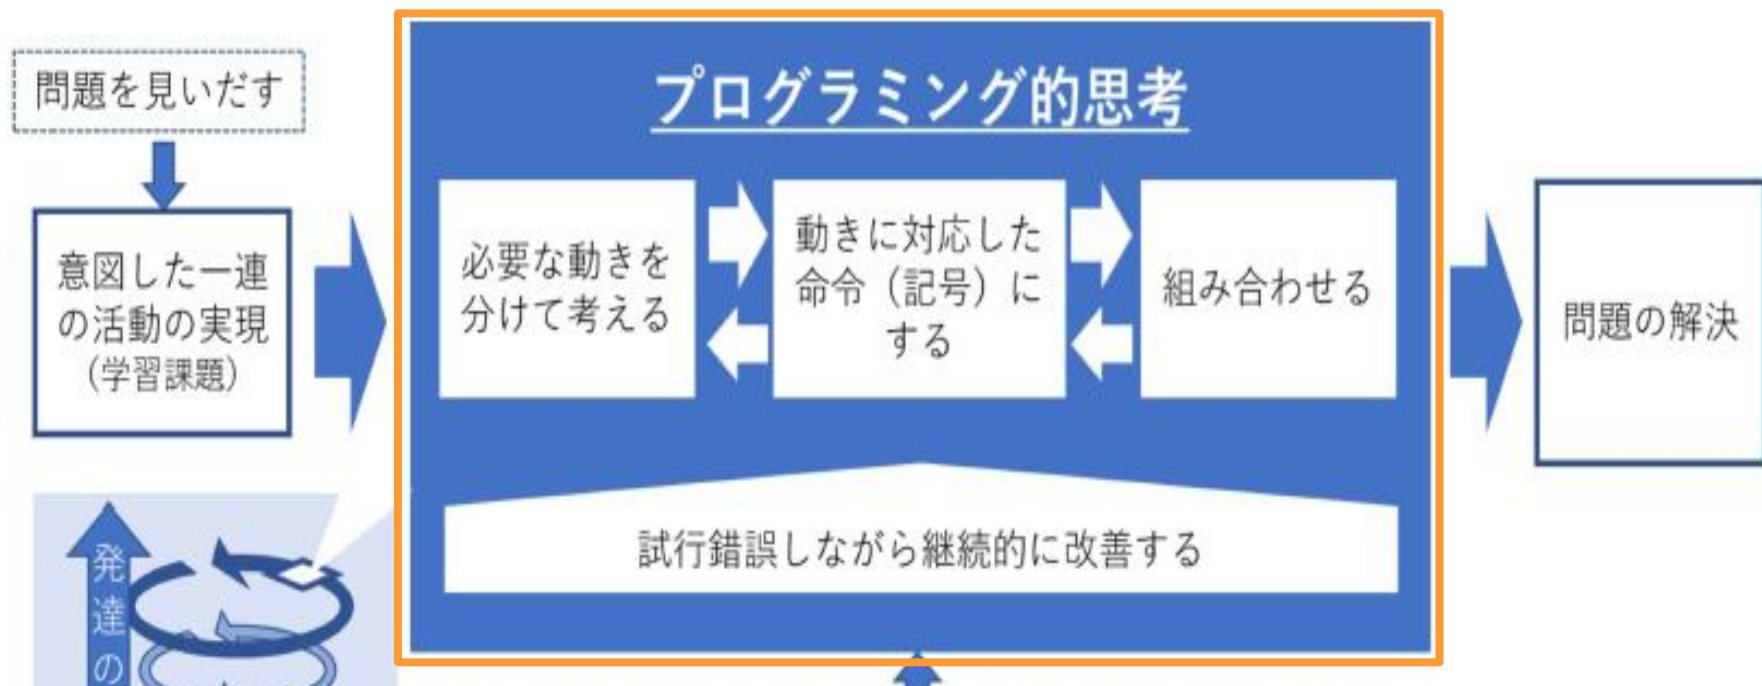 問題を見いだす
意図した一連
の活動の実現
(学習課題)
プログラミング的思考
必要な動きを
分けて考える
動きに対応した
命令（記号）に
する
組み合わせる
試行錯誤しながら継続的に改善する
問題の解決
発達の